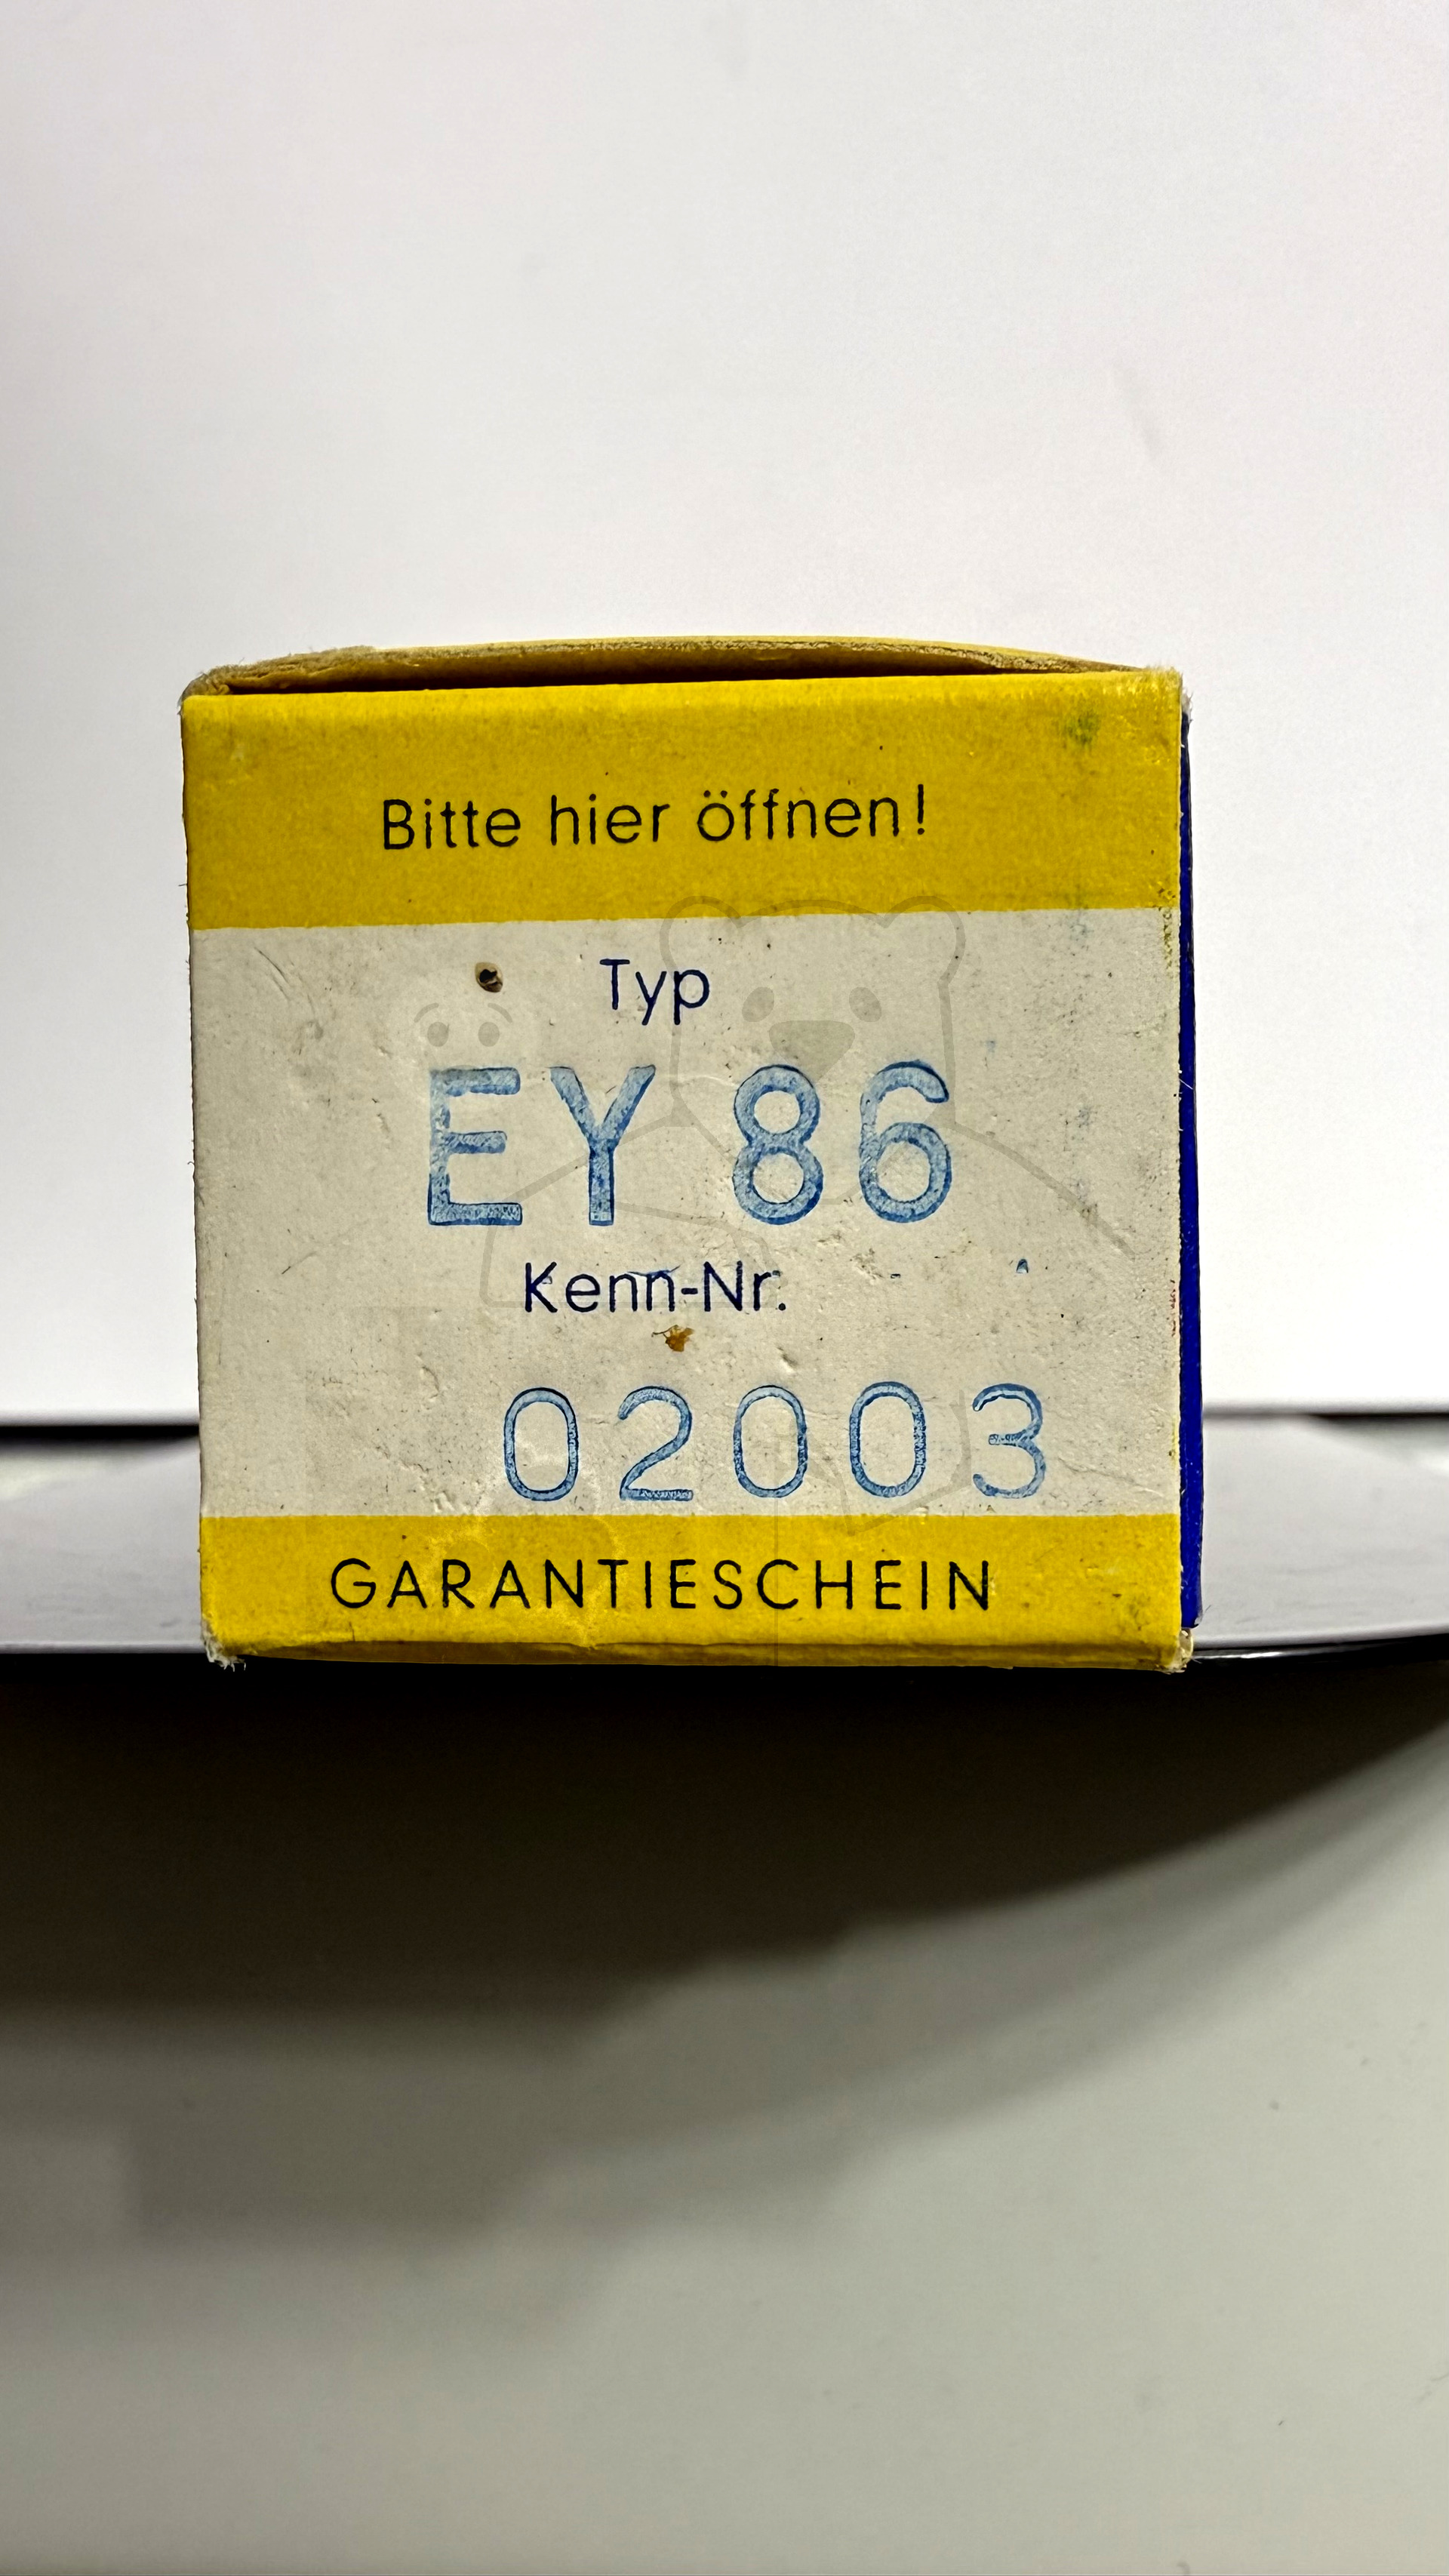 Bitte hier öffnen!
Typ
EY 86
Kenn-Nr.
02003
GARANTIESCHEIN